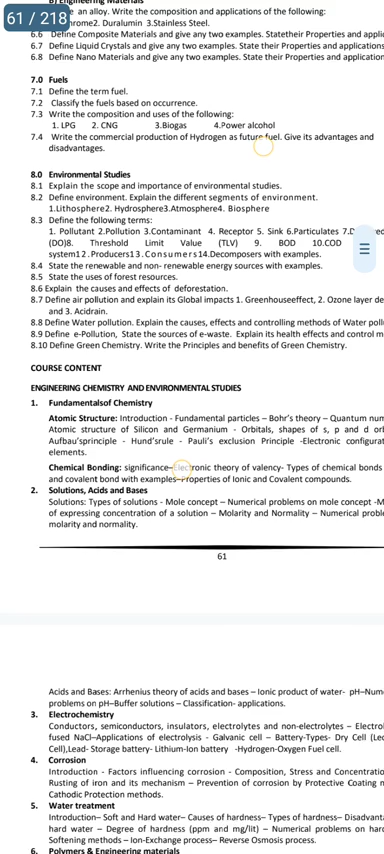 61 / 218
an alloy. Write the composition and applications of the following:
chrome2. Duralumin 3.Stainless Steel.
6.6 Define Composite Materials and give any two examples. Statetheir Properties and
6.7 Define Liquid Crystals and give any two examples. State their Properties and applications
6.8 Define Nano Materials and give any two examples. State their Properties and application
7.0 Fuels
7.1 Define the term fuel.
7.2 Classify the fuels based on occurrence.
7.3 Write the composition and uses of the following:
1. LPG 2. CNG 3.Biogas 4.Power alcohol
7.4 Write the commercial production of Hydrogen as future fuel. Give its advantages and
disadvantages.
8.0 Environmental Studies
8.1 Explain the scope and importance of environmental studies.
8.2 Define environment. Explain the different segments of environment.
1.Lithosphere2. Hydrosphere3.Atmosphere4. Biosphere
8.3 Define the following terms:
1. Pollutant 2.Pollution 3.Contaminant 4. Receptor 5. Sink 6.Particulates
(DO)8. Threshold Limit Value (TLV) 9. BOD 10.COD
system12.Producers13.Consumers14.Decomposers with examples.
8.4 State the renewable and non- renewable energy sources with examples.
8.5 State the uses of forest resources.
8.6 Explain the causes and effects of deforestation.
8.7 Define air pollution and explain its Global impacts 1. Greenhouseeffect, 2. Ozone layer
and 3. Acidrain.
8.8 Define Water pollution. Explain the causes, effects and controlling methods of Water
8.9 Define e-Pollution, State the sources of e-waste. Explain its health effects and control
8.10 Define Green Chemistry. Write the Principles and benefits of Green Chemistry.
COURSE CONTENT
ENGINEERING CHEMISTRY AND ENVIRONMENTAL STUDIES
1. Fundamentalsof Chemistry
Atomic Structure: Introduction - Fundamental particles – Bohr's theory – Quantum
Atomic structure of Silicon and Germanium - Orbitals, shapes of s, p and d
Aufbau'sprinciple - Hund'srule - Pauli's exclusion Principle -Electronic
elements.
Chemical Bonding: significance–Electronic theory of valency- Types of chemical bonds
and covalent bond with examples–Properties of Ionic and Covalent compounds.
2. Solutions, Acids and Bases
Solutions: Types of solutions - Mole concept – Numerical problems on mole concept
of expressing concentration of a solution – Molarity and Normality – Numerical
molarity and normality.
61
Acids and Bases: Arrhenius theory of acids and bases – Ionic product of water- pH–
problems on pH–Buffer solutions – Classification- applications.
3. Electrochemistry
Conductors, semiconductors, insulators, electrolytes and non-electrolytes –
fused NaCl–Applications of electrolysis - Galvanic cell – Battery-Types- Dry Cell
Cell),Lead- Storage battery- Lithium-Ion battery -Hydrogen-Oxygen Fuel cell.
4. Corrosion
Introduction - Factors influencing corrosion - Composition, Stress and
Rusting of iron and its mechanism – Prevention of corrosion by Protective Coating
Cathodic Protection methods.
5. Water treatment
Introduction– Soft and Hard water– Causes of hardness– Types of hardness–
hard water – Degree of hardness (ppm and mg/lit) – Numerical problems on
Softening methods – Ion-Exchange process– Reverse Osmosis process.
6. Polymers & Engineering materials